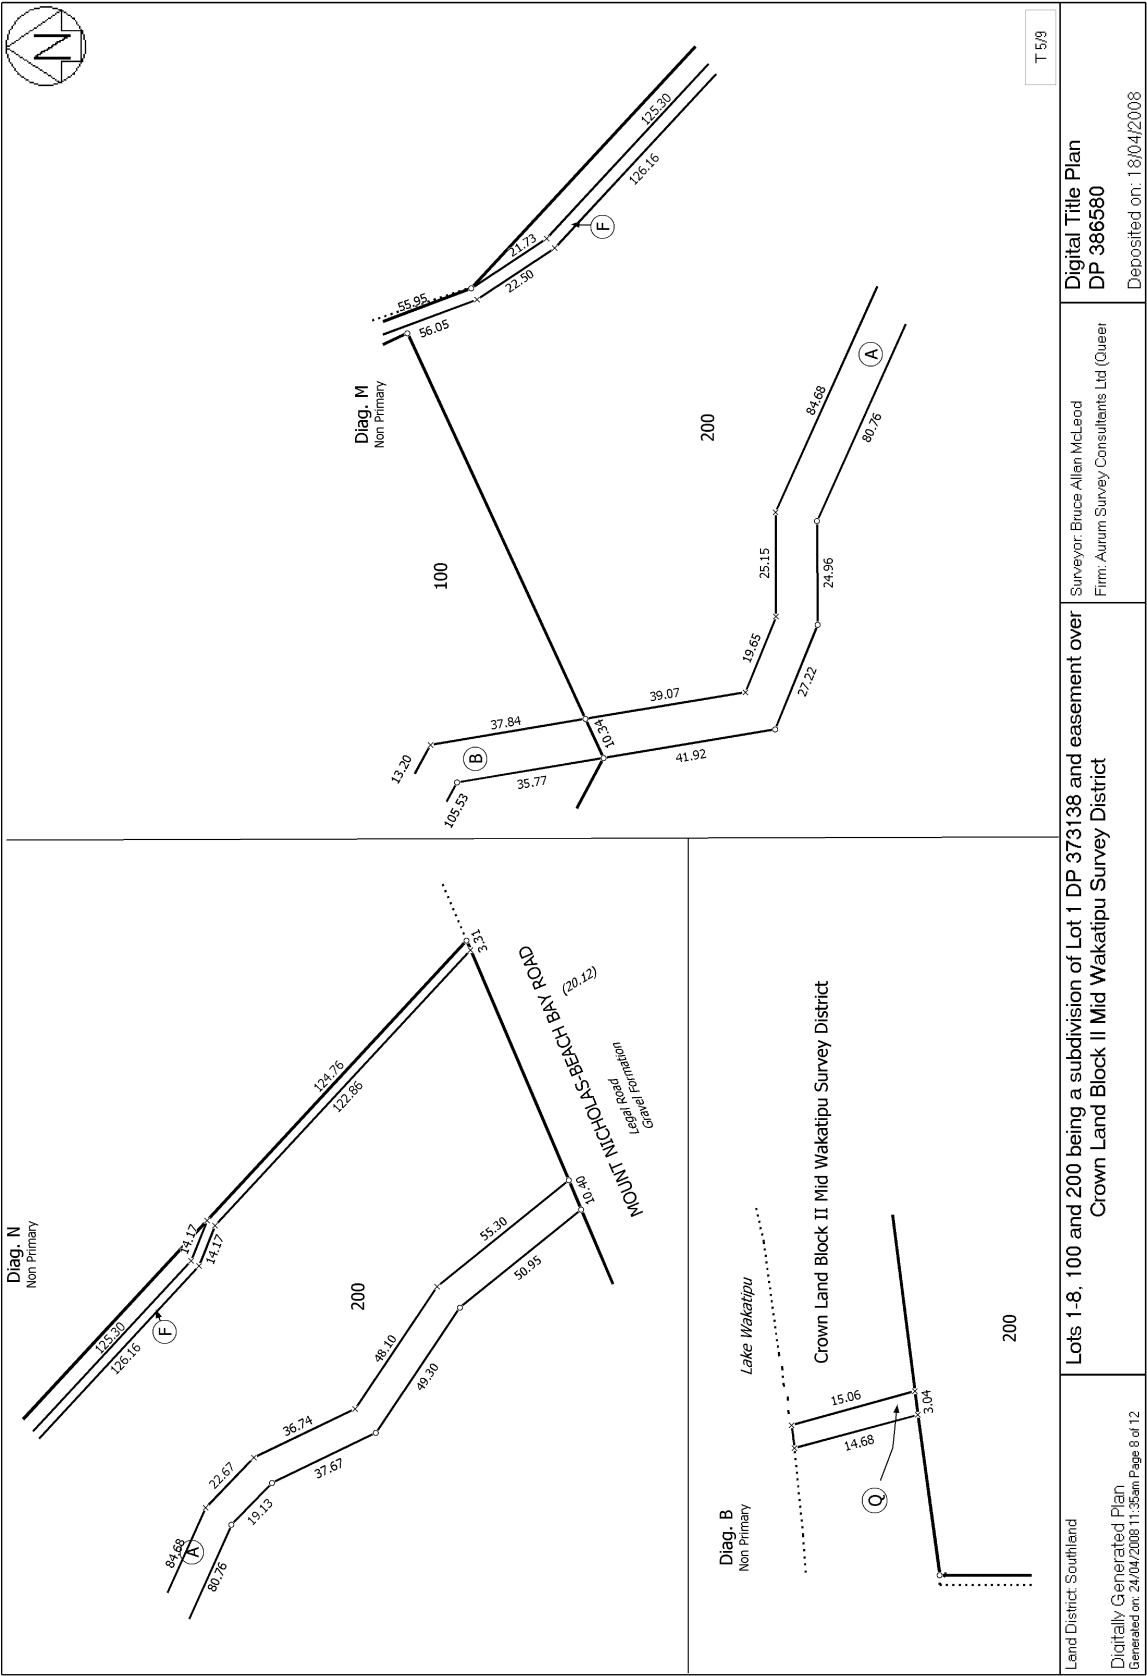 N
T 5/9
Diag. N
Non Primary
125.30
126.16
F
14.17
14.17
124.76
122.86
3.31
200
84.68
A
80.76
22.67
19.13
36.74
37.67
48.10
49.30
55.30
50.95
10.40
MOUNT NICHOLAS-BEACH BAY ROAD
(20.12)
Legal Road
Gravel Formation
Diag. M
Non Primary
100
13.20
105.53
B
37.84
35.77
10.34
39.07
41.92
19.65
27.22
25.15
24.96
84.68
80.76
A
200
55.95
56.05
21.73
22.50
F
125.30
126.16
Diag. B
Non Primary
Lake Wakatipu
Crown Land Block II Mid Wakatipu Survey District
15.06
14.68
Q
3.04
200
Land District: Southland
Digitally Generated Plan
Generated on: 24/04/2008 11:35am Page 8 of 12
Lots 1-8, 100 and 200 being a subdivision of Lot 1 DP 373138 and easement over
Crown Land Block II Mid Wakatipu Survey District
Surveyor: Bruce Allan McLeod
Firm: Aurum Survey Consultants Ltd (Queer
Digital Title Plan
DP 386580
Deposited on: 18/04/2008